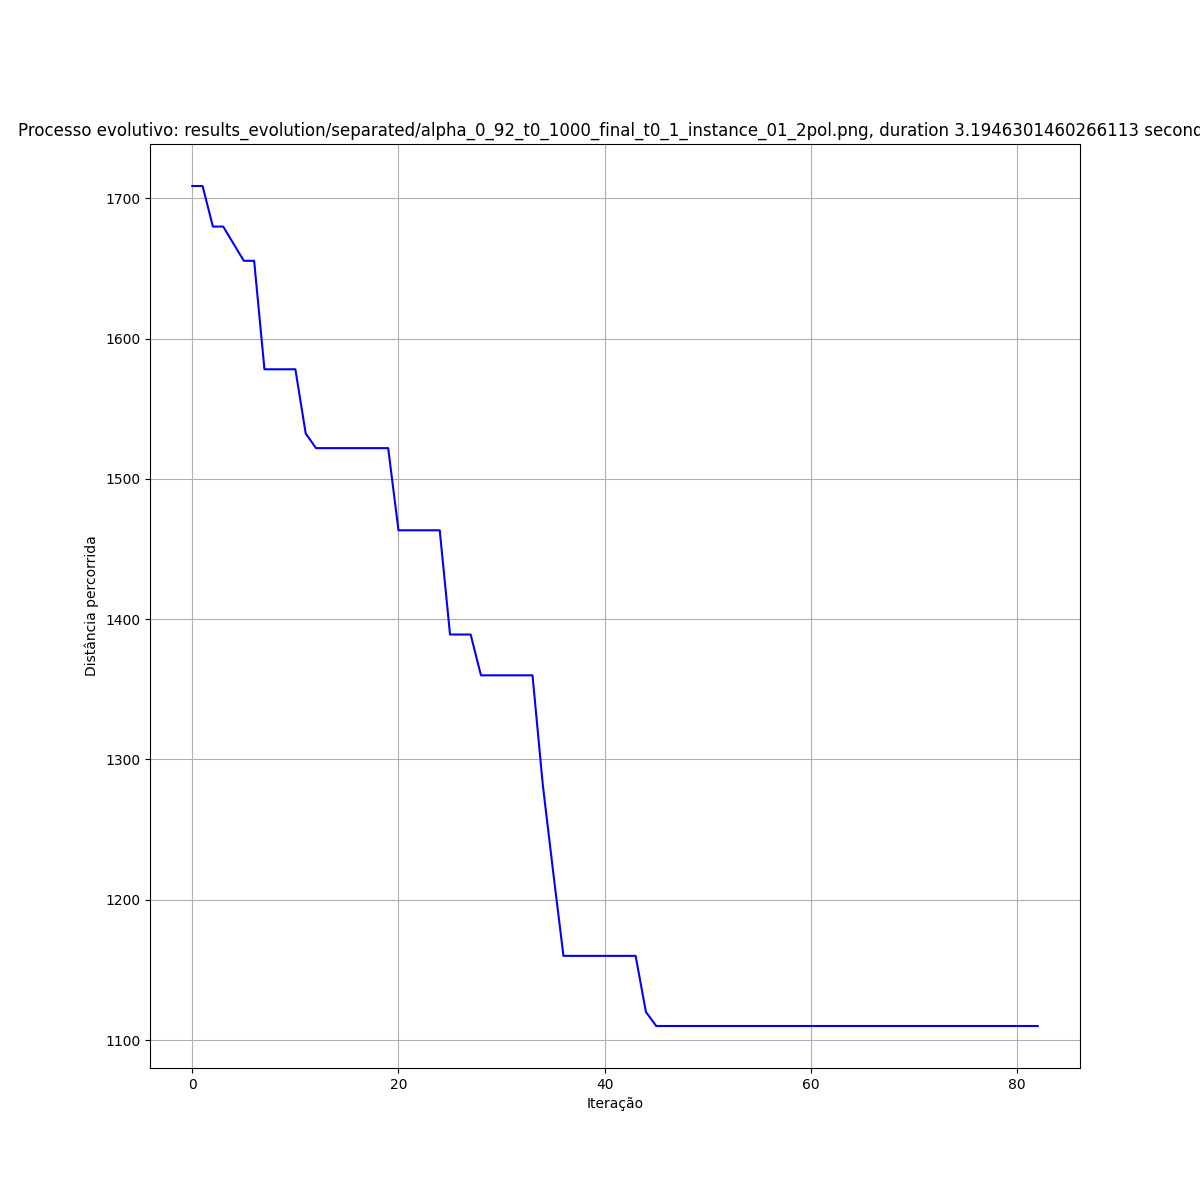 Processo evolutivo: results_evolution/separated/alpha_0_92_t0_1000_final_t0_1_instance_01_2pol.png, duration 3.1946301460266113 second
1700
1600
1500
1400
1300
1200
1100
Distância percorrida
0 20 40 60 80
Iteração